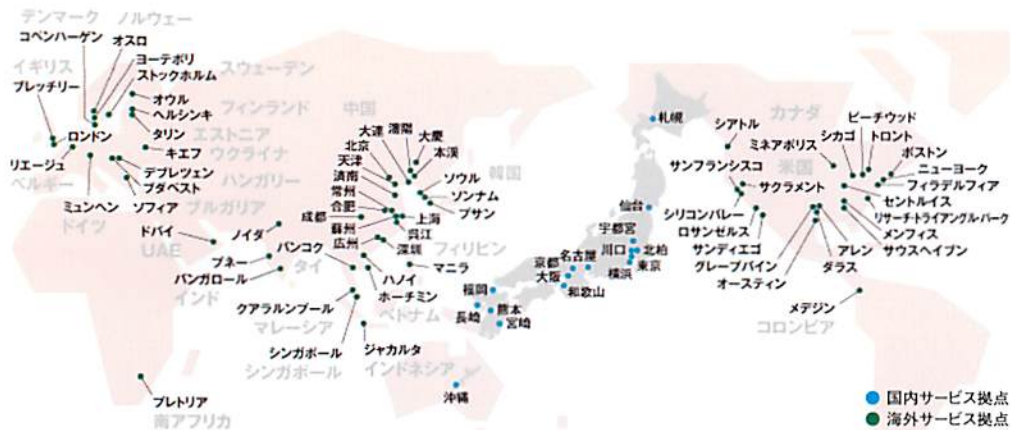 デンマーク
ノルウェー
コペンハーゲン
オスロ
ヨーテボリ
ストックホルム
イギリス
ブレッチリー
スウェーデン
オウル
ヘルシンキ
フィンランド
タリン
エストニア
ロンドン
キエフ
ウクライナ
リエージュ
ベルギー
デブレツェン
ブダペスト
ハンガリー
ソフィア
ブルガリア
ミュンヘン
ドイツ
ドバイ
UAE
ノイダ
プネー
バンガロール
インド
中国
瀋陽
大連
大慶
北京
本渓
天津
済南
常州
合肥
成都
蘇州
広州
上海
呉江
深圳
韓国
ソウル
ソンナム
プサン
フィリピン
マニラ
バンコク
タイ
ハノイ
ホーチミン
ベトナム
クアラルンプール
マレーシア
シンガポール
シンガポール
ジャカルタ
インドネシア
プレトリア
南アフリカ
札幌
仙台
宇都宮
川口
北柏
東京
横浜
名古屋
京都
大阪
和歌山
福岡
長崎
熊本
宮崎
沖縄
カナダ
シアトル
ミネアポリス
シカゴ
ビーチウッド
トロント
ボストン
ニューヨーク
フィラデルフィア
サンフランシスコ
米国
サクラメント
セントルイス
シリコンバレー
リサーチ・トライアングルパーク
ロサンゼルス
メンフィス
サンディエゴ
サウスヘイブン
アレン
グレープバイン
ダラス
オースティン
メデジン
コロンビア
国内サービス拠点
海外サービス拠点